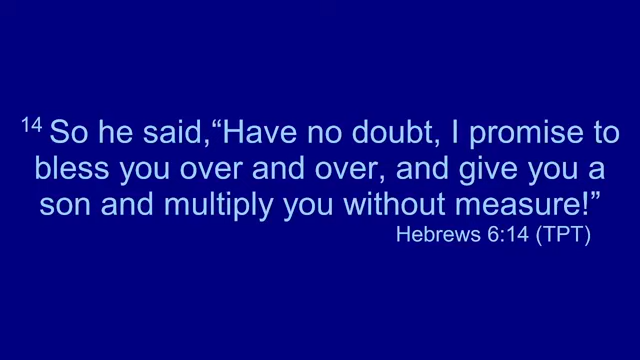 14 So he said,“Have no doubt, I promise to
bless you over and over, and give you a
son and multiply you without measure!”
Hebrews 6:14 (TPT)